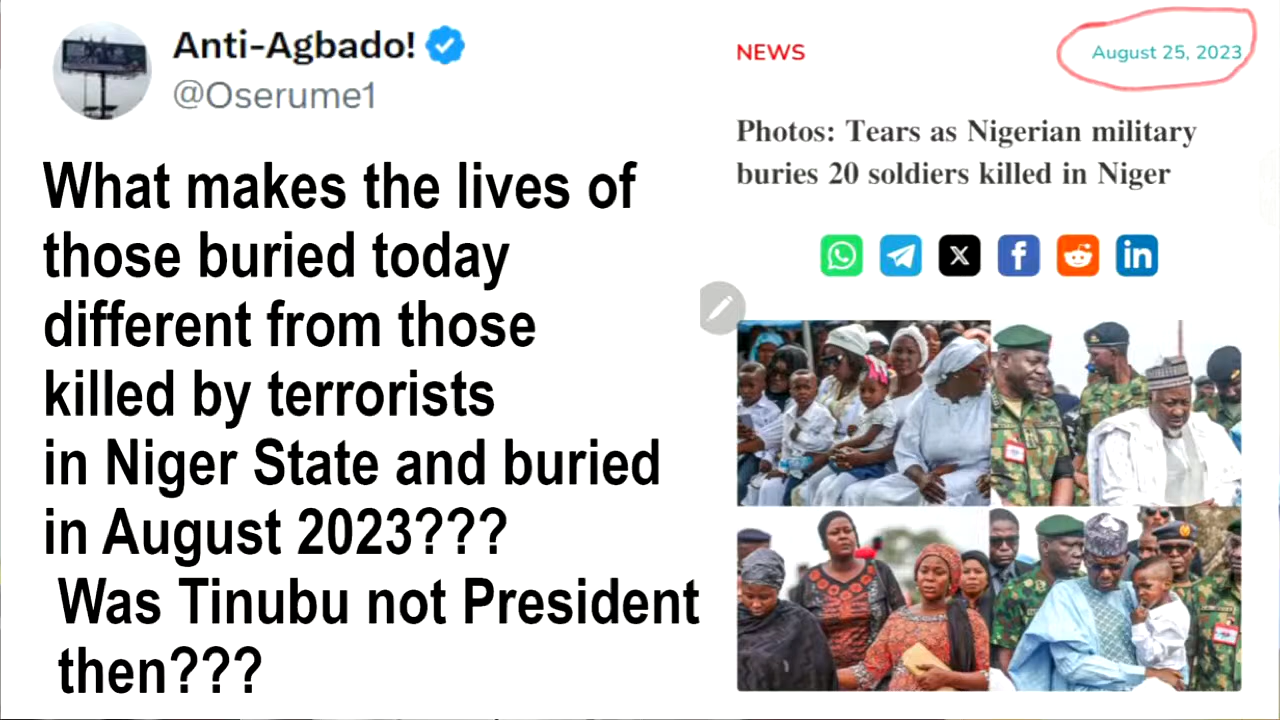 Anti-Agbado!
@Oserume1
What makes the lives of
those buried today
different from those
killed by terrorists
in Niger State and buried
in August 2023???
Was Tinubu not President
then???
NEWS
August 25, 2023
Photos: Tears as Nigerian military
buries 20 soldiers killed in Niger